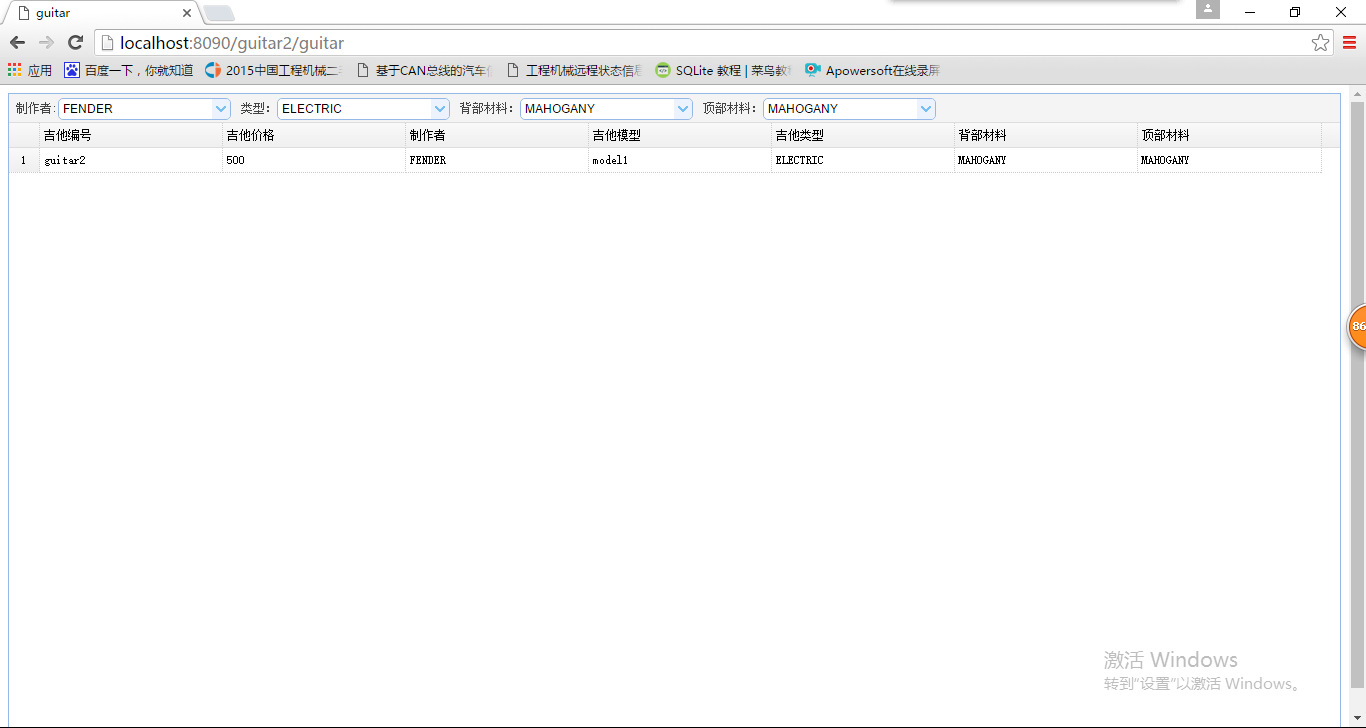 guitar
localhost:8090/guitar2/guitar
应用 百度一下，你就知道 2015中国工程机械二 基于CAN总线的汽车 工程机械远程状态信息 SQLite 教程 | 菜鸟教 Apowersoft在线录屏
制作者: FENDER 类型: ELECTRIC 背部材料: MAHOGANY 顶部材料: MAHOGANY
吉他编号 吉他价格 制作者 吉他模型 吉他类型 背部材料 顶部材料
1 guitar2 500 FENDER model1 ELECTRIC MAHOGANY MAHOGANY
86
激活 Windows
转到"设置"以激活 Windows。